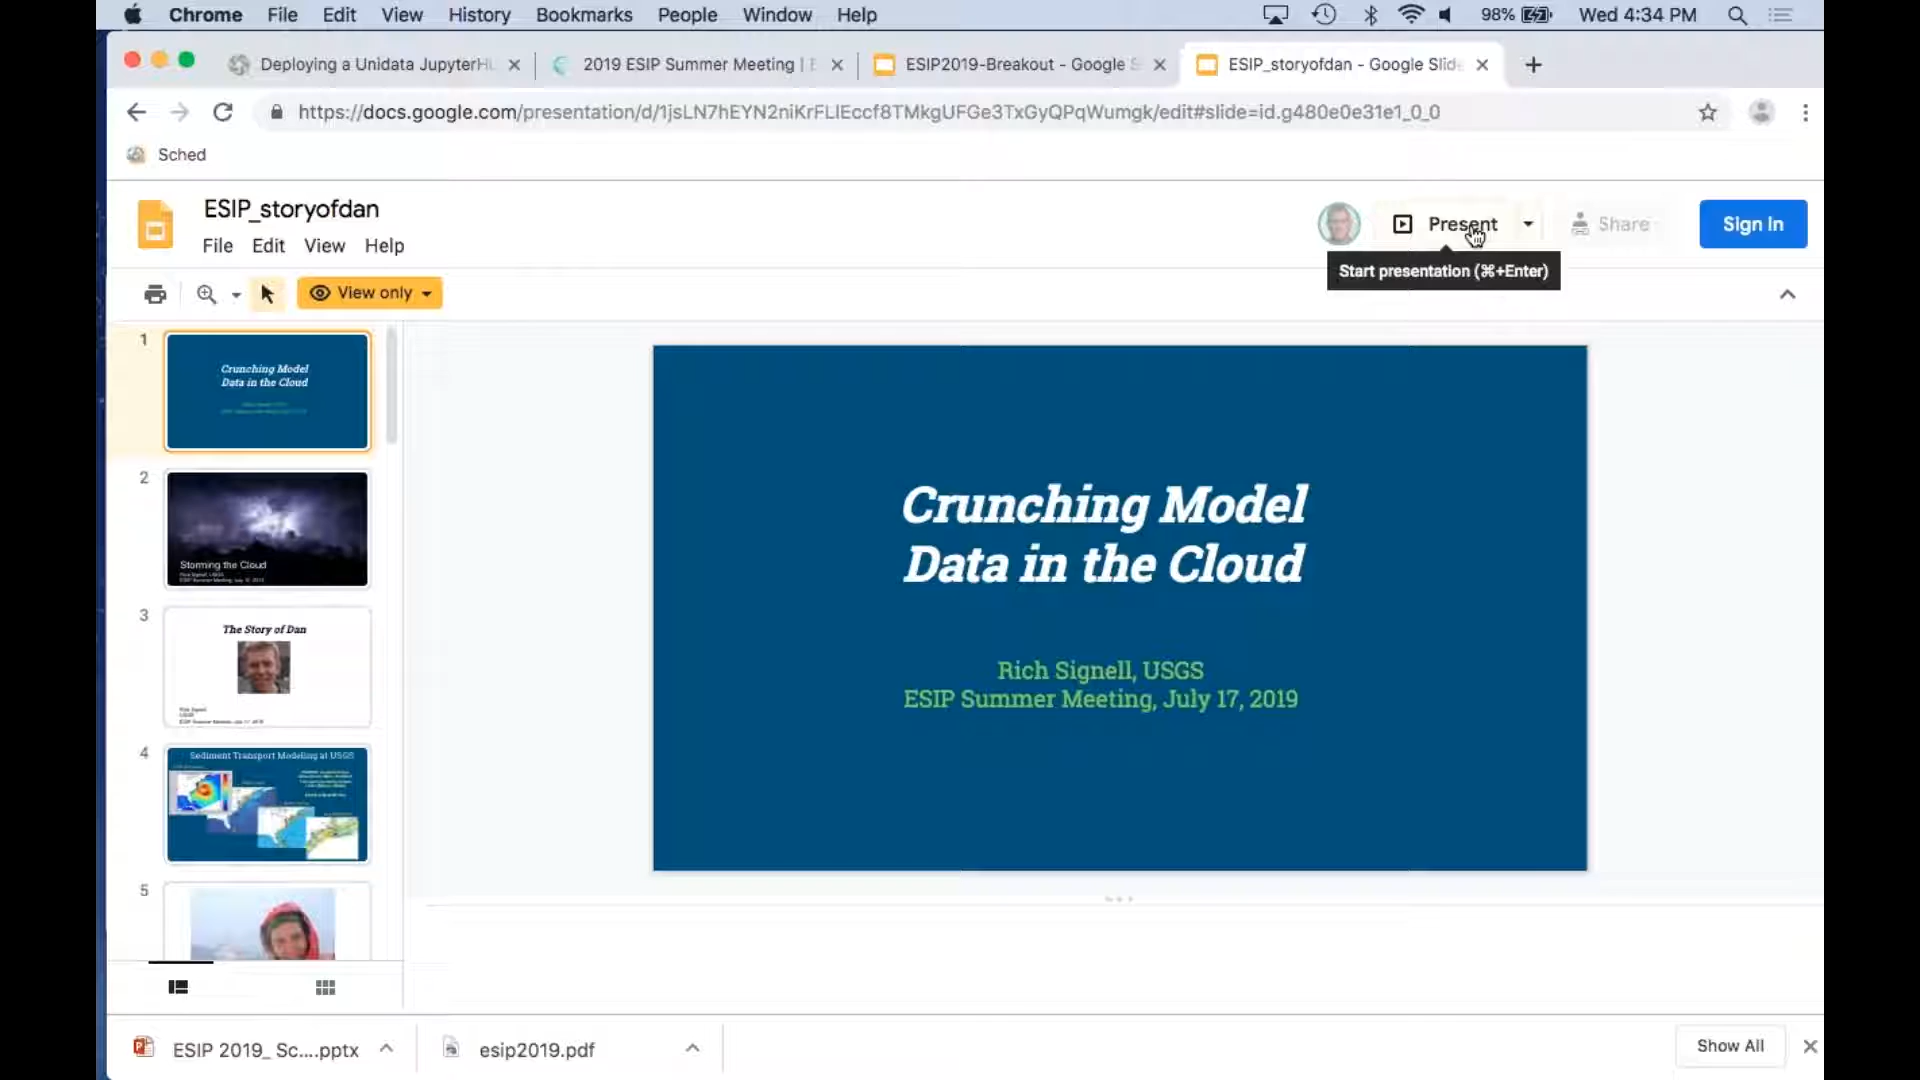 Chrome File Edit View History Bookmarks People Window Help 98% Wed 4:34 PM
Deploying a Unidata JupyterHu 2019 ESIP Summer Meeting | E ESIP2019-Breakout - Google S ESIP_storyofdan - Google Slide
https://docs.google.com/presentation/d/1jsLN7hEYN2niKrFLlEccf8TMkgUFGe3TxGyQPqWumgk/edit#slide=id.g480e0e31e1_0_0
Sched
ESIP_storyofdan
File Edit View Help
Present Share Sign In
Start presentation (⌘+Enter)
View only
1
Crunching Model
Data in the Cloud
2
Storming the Cloud
3
The Story of Dan
4
Sediment Transport Modeling at USGS
5
Crunching Model
Data in the Cloud
Rich Signell, USGS
ESIP Summer Meeting, July 17, 2019
ESIP 2019_ Sc....pptx esip2019.pdf Show All